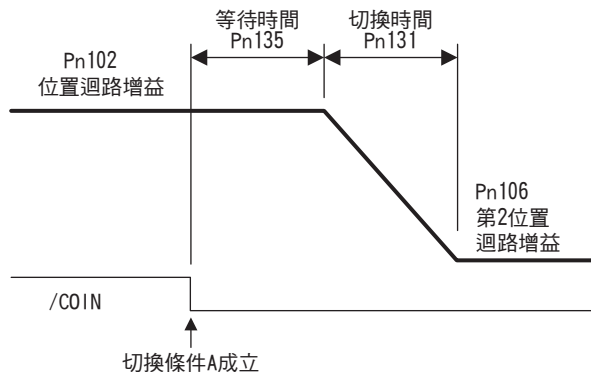 等待時間
Pn135
切換時間
Pn131
Pn102
位置迴路增益
Pn106
第2位置
迴路增益
/COIN
切換條件A成立